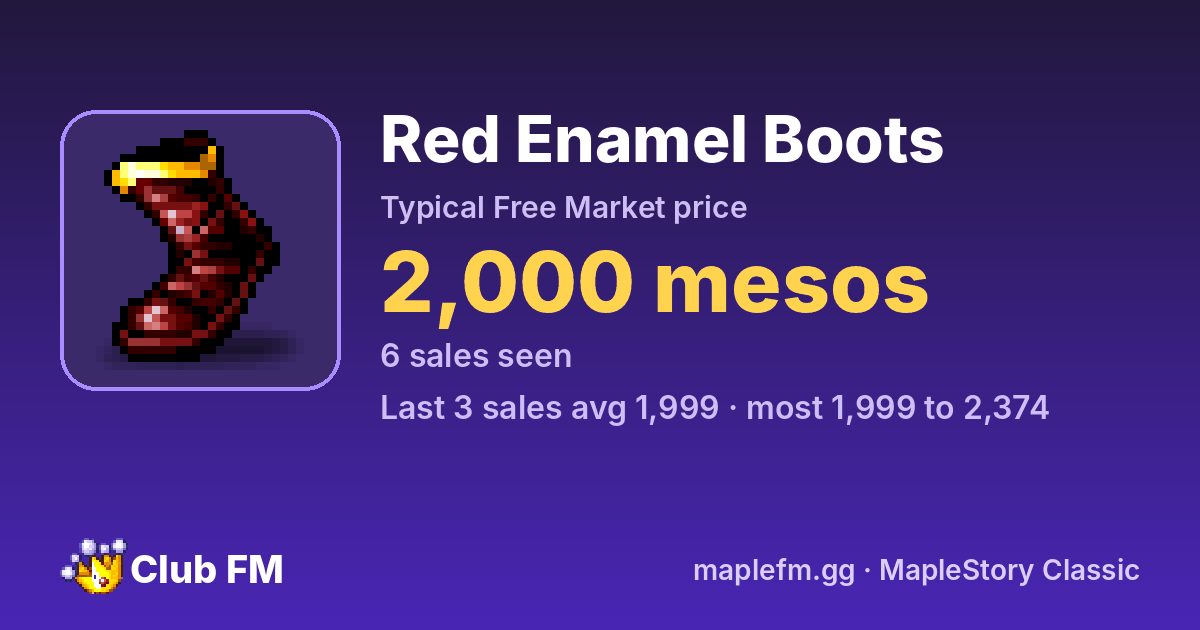 Red Enamel Boots
Typical Free Market price
2,000 mesos
6 sales seen
Last 3 sales avg 1,999 · most 1,999 to 2,374
Club FM
maplefm.gg · MapleStory Classic